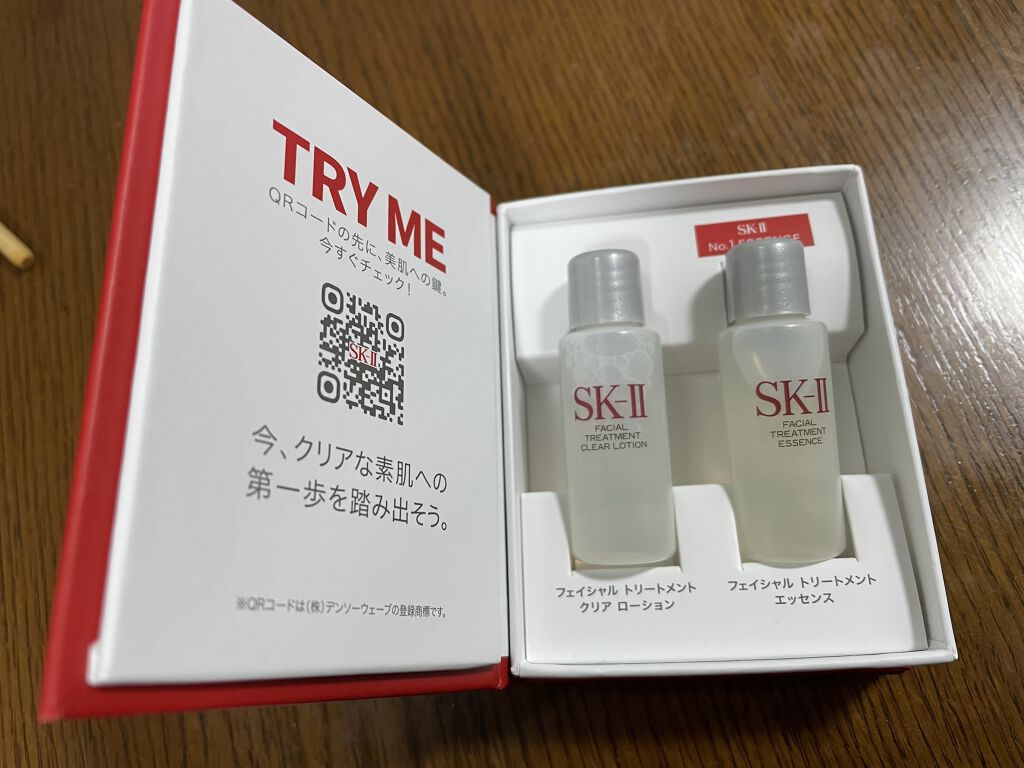 TRY ME
QRコードの先に、美肌への鍵。
今すぐチェック!
SK-II
今、クリアな素肌への
第一歩を踏み出そう。
※QRコードは(株)デンソーウェーブの登録商標です。
SK-II
No.1 ESSENCE
SK-II
FACIAL
TREATMENT
CLEAR LOTION
SK-II
FACIAL
TREATMENT
ESSENCE
フェイシャル トリートメント
クリア ローション
フェイシャル トリートメント
エッセンス